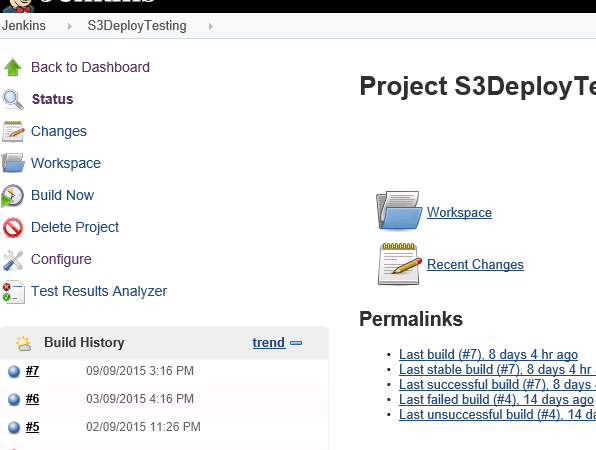 Jenkins
Jenkins S3DeployTesting
Back to Dashboard
Status
Changes
Workspace
Build Now
Delete Project
Configure
Test Results Analyzer
Build History trend
#7 09/09/2015 3:16 PM
#6 03/09/2015 4:16 PM
#5 02/09/2015 11:26 PM
Project S3DeployTe
Workspace
Recent Changes
Permalinks
Last build (#7), 8 days 4 hr ago
Last stable build (#7), 8 days 4 hr
Last successful build (#7), 8 days
Last failed build (#4), 14 days ago
Last unsuccessful build (#4), 14 da